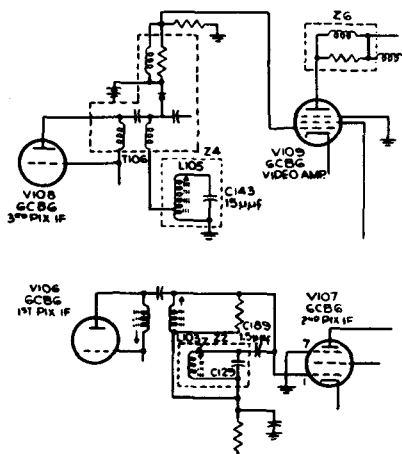 Z6
V108
6CB6
3RD PIX IF
T106
Z4
L105
C143
15µµf
V109
6CB6
VIDEO AMP.
V106
6CB6
1ST PIX IF
L103
Z2
C189
1.5µµf
C125
7
1
V107
6CB6
2ND PIX IF